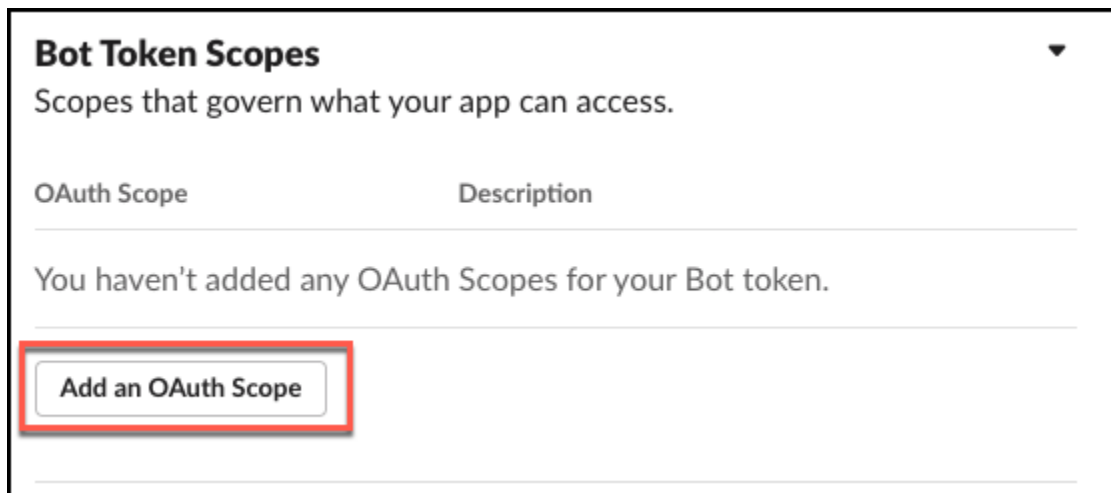 Bot Token Scopes
Scopes that govern what your app can access.
OAuth Scope Description
You haven’t added any OAuth Scopes for your Bot token.
Add an OAuth Scope